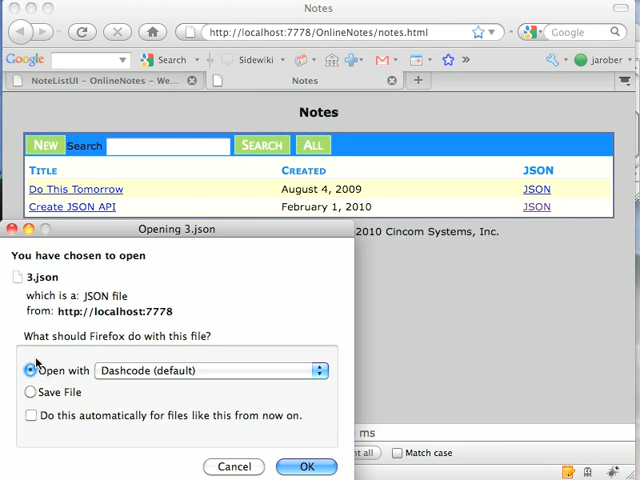 Notes
http://localhost:7778/OnlineNotes/notes.html
Google
Google
Search
Sidewiki
jarober
NoteListUI - OnlineNotes - We...
Notes
Notes
NEW Search SEARCH ALL
TITLE CREATED JSON
Do This Tomorrow August 4, 2009 JSON
Create JSON API February 1, 2010 JSON
2010 Cincom Systems, Inc.
Opening 3.json
You have chosen to open
3.json
which is a: JSON file
from: http://localhost:7778
What should Firefox do with this file?
Open with Dashcode (default)
Save File
Do this automatically for files like this from now on.
Cancel OK
ms
all Match case